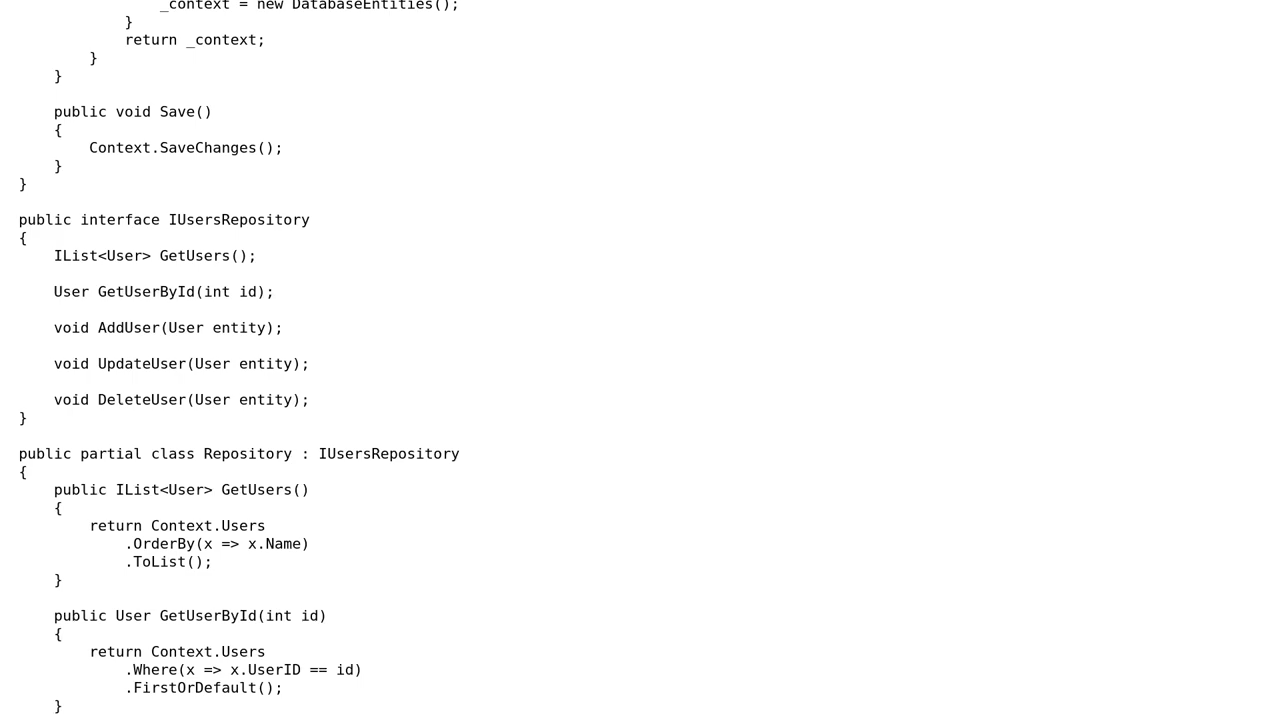 _context = new DatabaseEntities();
            }
            return _context;
        }
    }

    public void Save()
    {
        Context.SaveChanges();
    }
}

public interface IUsersRepository
{
    IList<User> GetUsers();

    User GetUserById(int id);

    void AddUser(User entity);

    void UpdateUser(User entity);

    void DeleteUser(User entity);
}

public partial class Repository : IUsersRepository
{
    public IList<User> GetUsers()
    {
        return Context.Users
            .OrderBy(x => x.Name)
            .ToList();
    }

    public User GetUserById(int id)
    {
        return Context.Users
            .Where(x => x.UserID == id)
            .FirstOrDefault();
    }